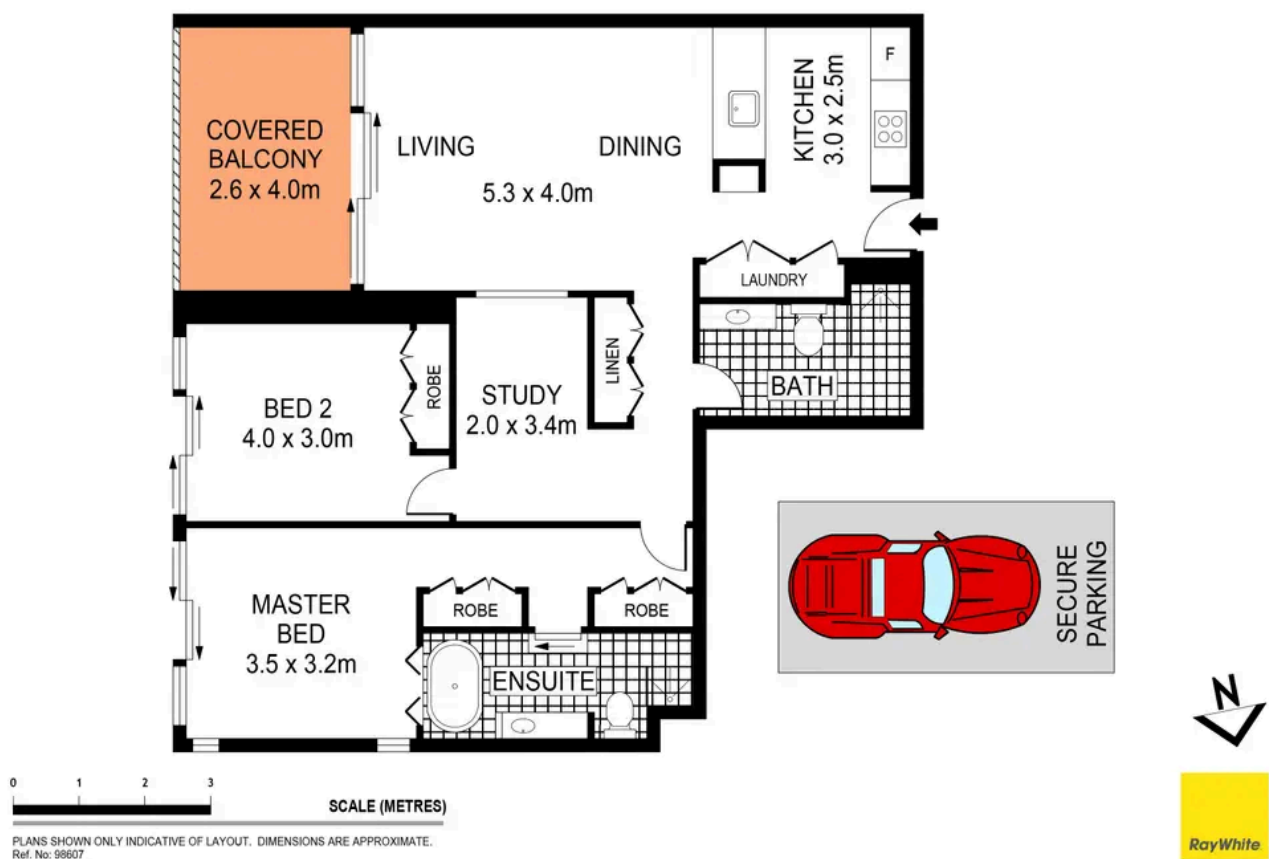 COVERED
BALCONY
2.6 x 4.0m
LIVING
DINING
5.3 x 4.0m
KITCHEN
3.0 x 2.5m
F
LAUNDRY
BATH
LINEN
STUDY
2.0 x 3.4m
ROBE
BED 2
4.0 x 3.0m
MASTER
BED
3.5 x 3.2m
ROBE
ROBE
ENSUITE
SECURE
PARKING
N
0 1 2 3
SCALE (METRES)
PLANS SHOWN ONLY INDICATIVE OF LAYOUT. DIMENSIONS ARE APPROXIMATE.
Ref. No: 98607
RayWhite